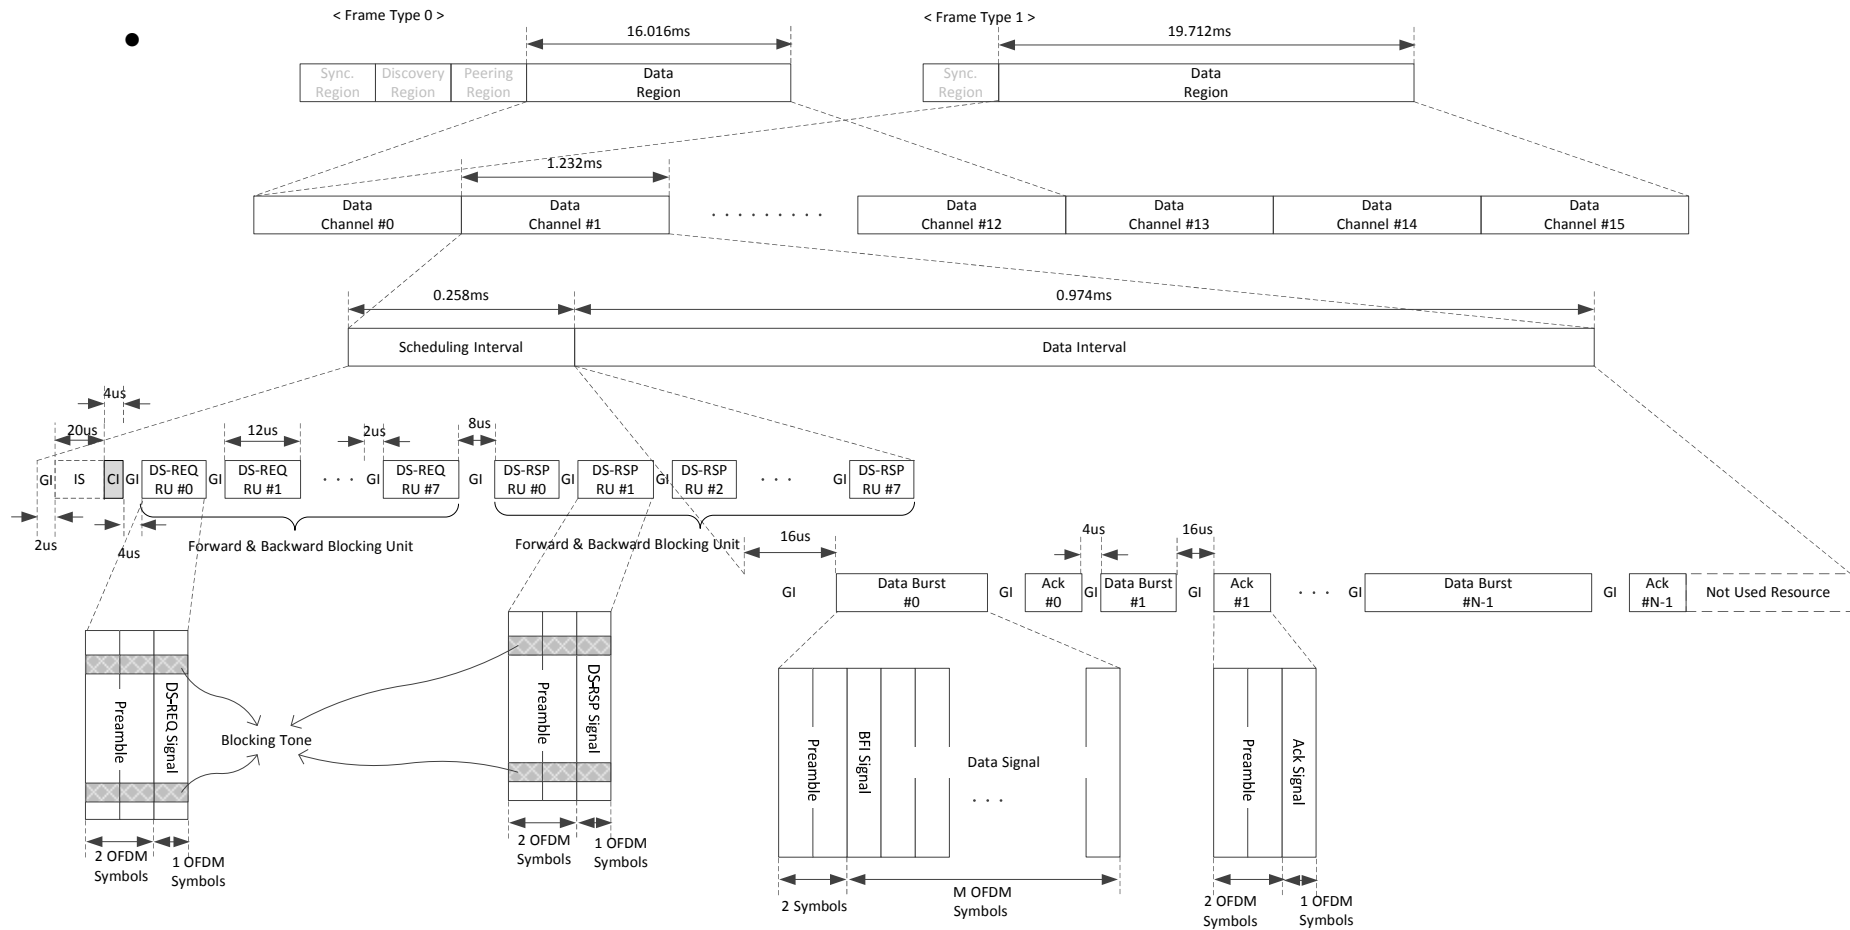 < Frame Type 0 >
< Frame Type 1 >
16.016ms
19.712ms
Sync.
Region
Discovery
Region
Peering
Region
Data
Region
Sync.
Region
Data
Region
1.232ms
Data
Channel #0
Data
Channel #1
. . . . . . . . .
Data
Channel #12
Data
Channel #13
Data
Channel #14
Data
Channel #15
0.258ms
0.974ms
Scheduling Interval
Data Interval
4us
20us
12us
2us
8us
GI
IS
CI
GI
DS-REQ
RU #0
GI
DS-REQ
RU #1
. . .
GI
DS-REQ
RU #7
GI
DS-RSP
RU #0
GI
DS-RSP
RU #1
GI
DS-RSP
RU #2
. . .
GI
DS-RSP
RU #7
2us
4us
Forward & Backward Blocking Unit
Forward & Backward Blocking Unit
16us
4us
16us
GI
Data Burst
#0
GI
Ack
#0
GI
Data Burst
#1
GI
Ack
#1
. . .
GI
Data Burst
#N-1
GI
Ack
#N-1
Not Used Resource
Preamble
DS-REQ Signal
Blocking Tone
Preamble
DS-RSP Signal
Preamble
BFI Signal
Data Signal
. . .
Preamble
Ack Signal
2 OFDM
Symbols
1 OFDM
Symbols
2 OFDM
Symbols
1 OFDM
Symbols
2 Symbols
M OFDM
Symbols
2 OFDM
Symbols
1 OFDM
Symbols